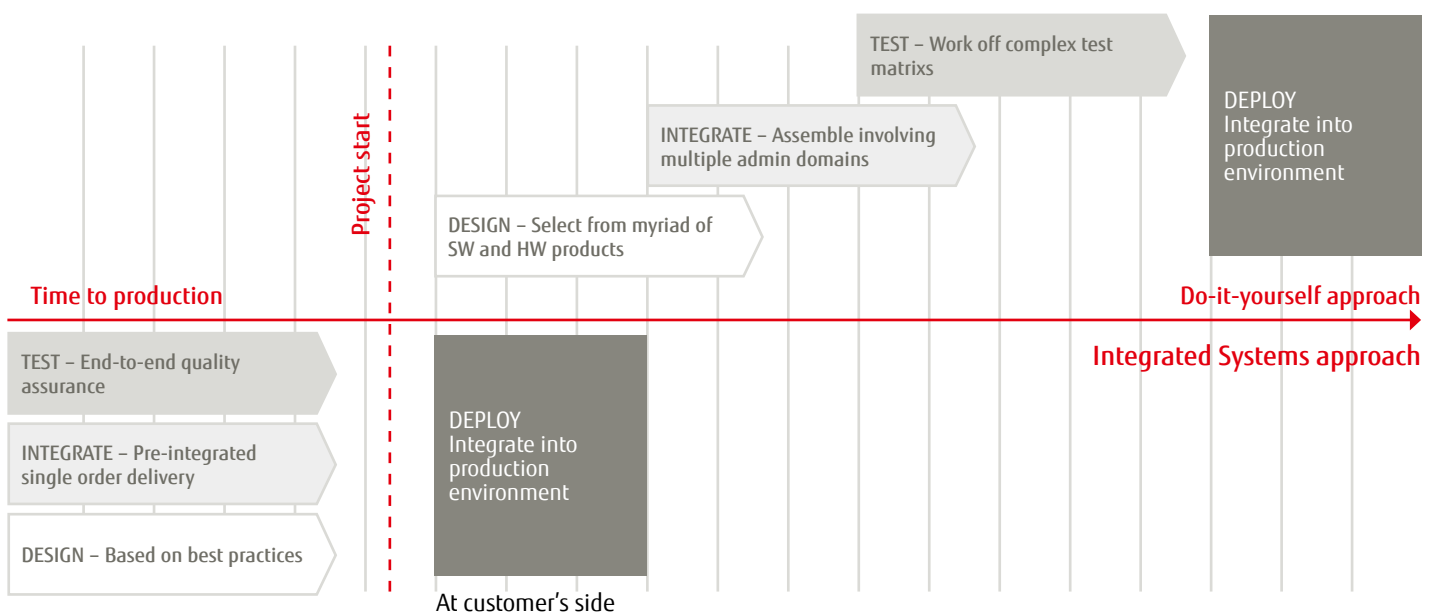 TEST – Work off complex test
matrixs
DEPLOY
Integrate into
production
environment
INTEGRATE – Assemble involving
multiple admin domains
Project start
DESIGN – Select from myriad of
SW and HW products
Time to production
Do-it-yourself approach
Integrated Systems approach
TEST – End-to-end quality
assurance
INTEGRATE – Pre-integrated
single order delivery
DESIGN – Based on best practices
DEPLOY
Integrate into
production
environment
At customer's side